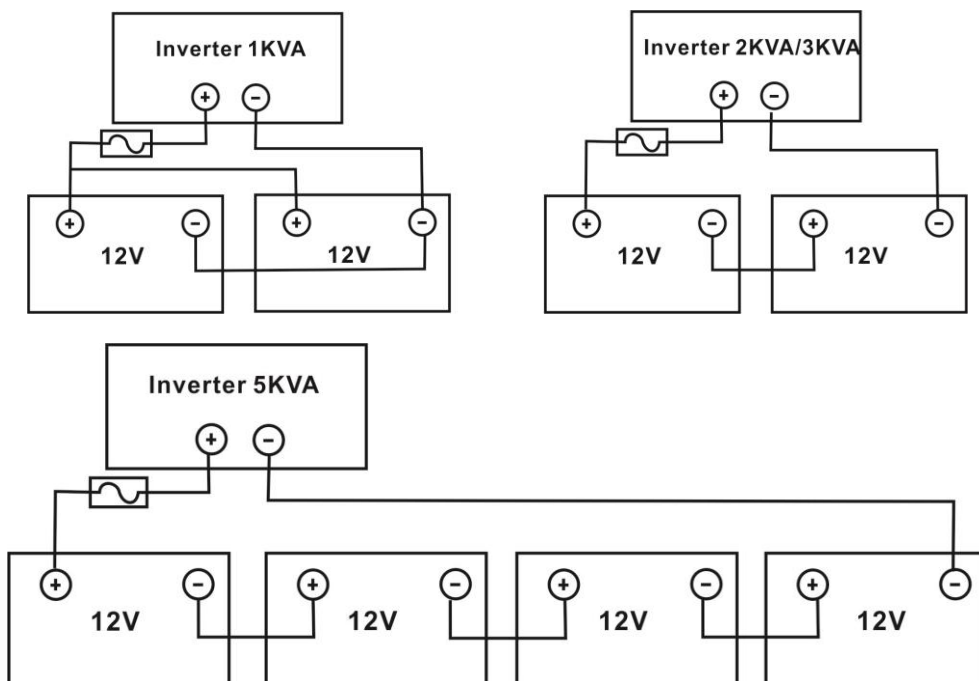 Inverter 1KVA
+ -
+ - + -
12V 12V
Inverter 2KVA/3KVA
+ -
+ - + -
12V 12V
Inverter 5KVA
+ -
+ - + - + - + -
12V 12V 12V 12V